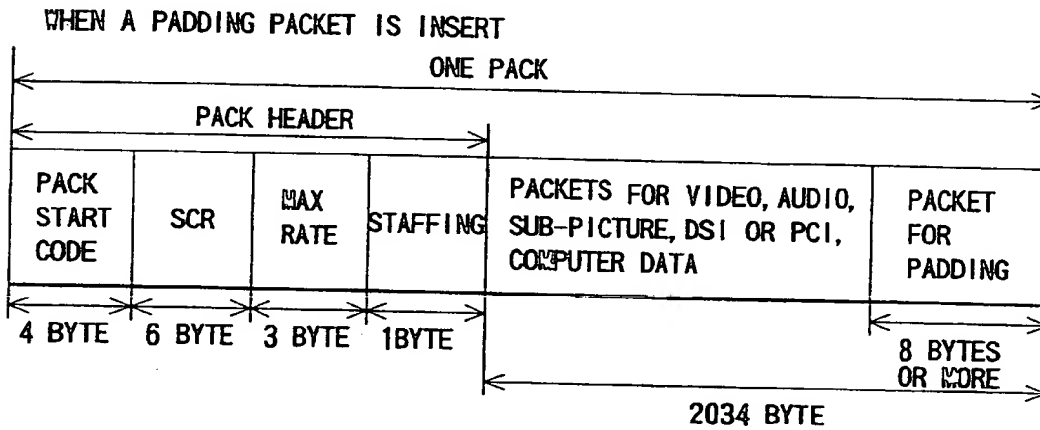 WHEN A PADDING PACKET IS INSERT
ONE PACK
PACK HEADER
PACK
START
CODE
SCR
MAX
RATE
STAFFING
PACKETS FOR VIDEO, AUDIO,
SUB-PICTURE, DSI OR PCI,
COMPUTER DATA
PACKET
FOR
PADDING
4 BYTE
6 BYTE
3 BYTE
1BYTE
8 BYTES
OR MORE
2034 BYTE